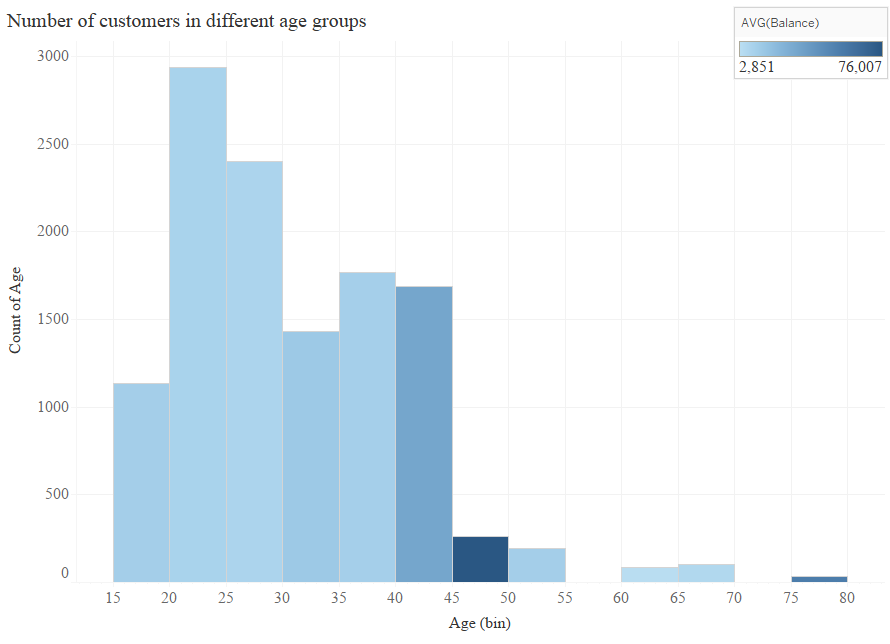 Number of customers in different age groups
AVG(Balance)
2,851 76,007
3000
2500
2000
1500
1000
500
0
Count of Age
15 20 25 30 35 40 45 50 55 60 65 70 75 80
Age (bin)